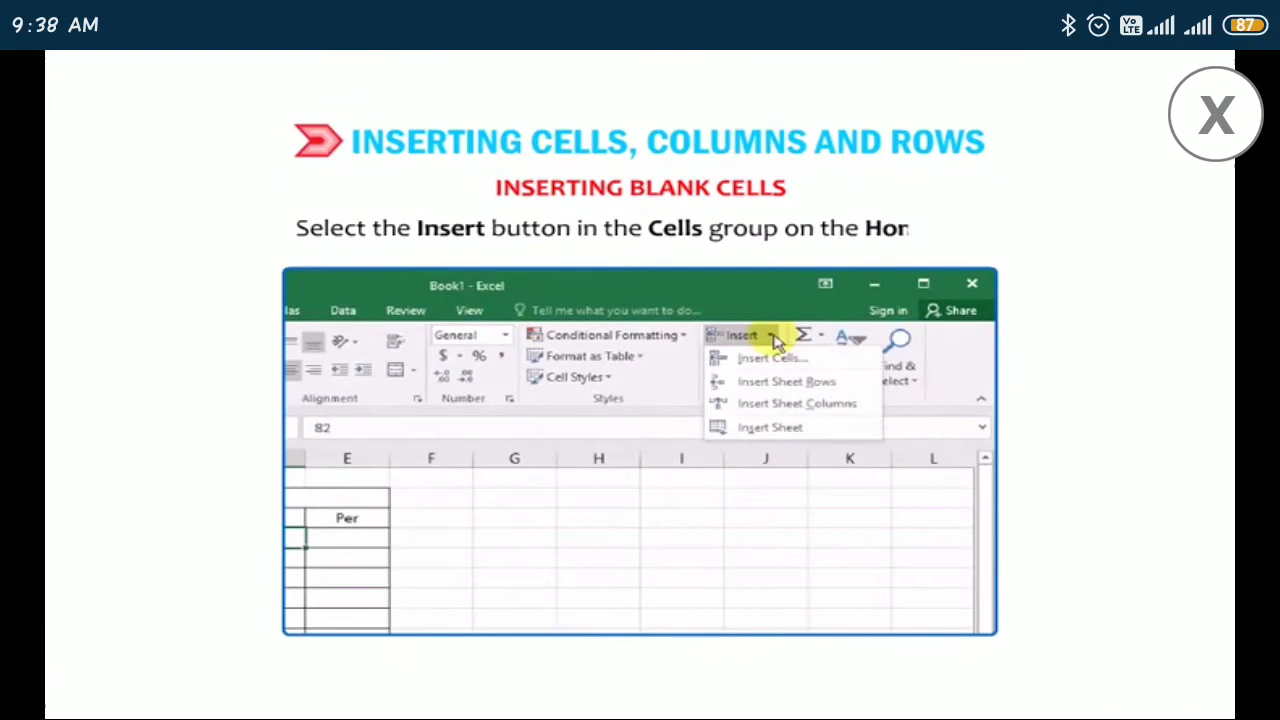 9:38 AM
Vo LTE
87
X
INSERTING CELLS, COLUMNS AND ROWS
INSERTING BLANK CELLS
Select the Insert button in the Cells group on the Hor
Book1 - Excel
las Data Review View Tell me what you want to do... Sign in Share
General Conditional Formatting Insert Σ
$ % , Format as Table Insert Cells...
Cell Styles Insert Sheet Rows
Alignment Number Styles Insert Sheet Columns
82 Insert Sheet
E F G H I J K L
Per